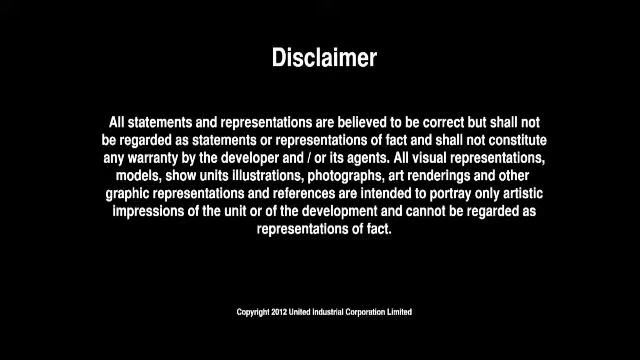 Disclaimer
All statements and representations are believed to be correct but shall not
be regarded as statements or representations of fact and shall not constitute
any warranty by the developer and / or its agents. All visual representations,
models, show units illustrations, photographs, art renderings and other
graphic representations and references are intended to portray only artistic
impressions of the unit or of the development and cannot be regarded as
representations of fact.
Copyright 2012 United Industrial Corporation Limited